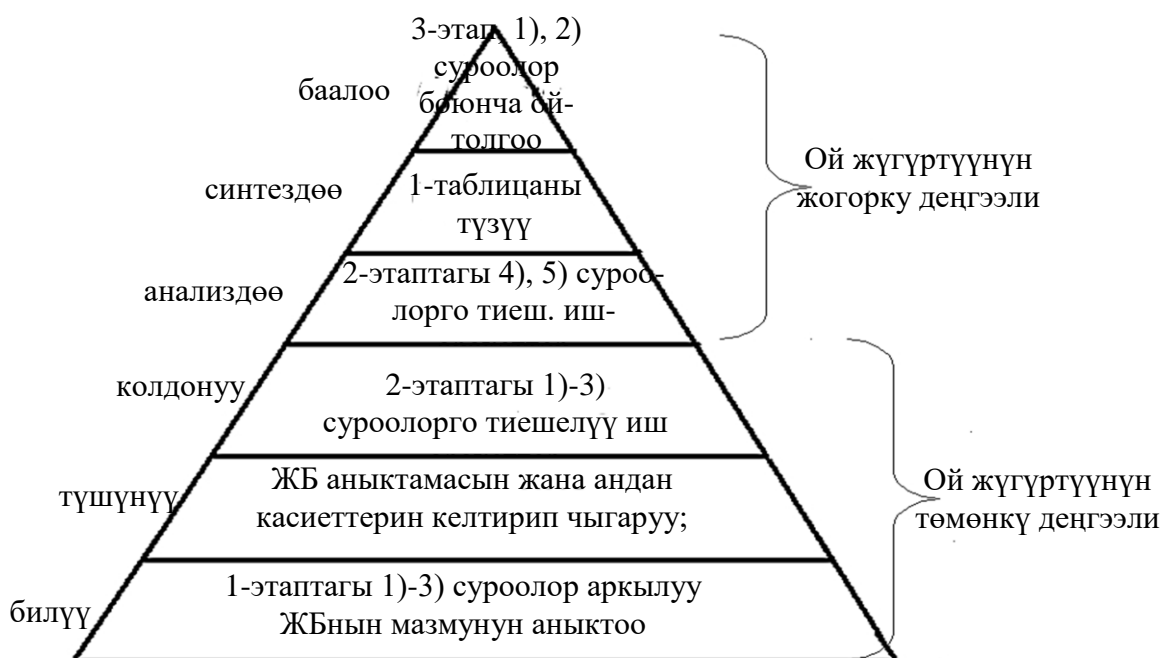 3-этап, 1), 2)
суроолор
боюнча ой-
толгоо
баалоо
1-таблицаны
түзүү
синтездөө
2-этаптагы 4), 5) суроо-
лорго тиеш. иш-
анализдөө
Ой жүгүртүүнүн
жогорку деңгээли
2-этаптагы 1)-3)
суроолорго тиешелүү иш
колдонуу
ЖБ аныктамасын жана андан
касиеттерин келтирип чыгаруу;
түшүнүү
1-этаптагы 1)-3) суроолор аркылуу
ЖБнын мазмунун аныктоо
билүү
Ой жүгүртүүнүн
төмөнкү деңгээли